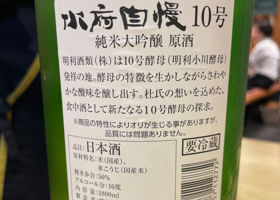 水府自慢 10号
純米大吟醸 原酒
明利酒類(株)は10号酵母(明利小川酵母)
発祥の地。酵母の特徴を生かしながらさわや
かな酸味を醸し出す。杜氏の想いを込めた、
食中酒として新たなる10号酵母の探求。
※商品の特性によりオリが生じる場合がありますが、
品質には問題がありません。
品目:日本酒
要冷蔵
原材料名:米(国産)、
米こうじ(国産米)
精米歩合:50%
アルコール分:16度
内容量:1800ml